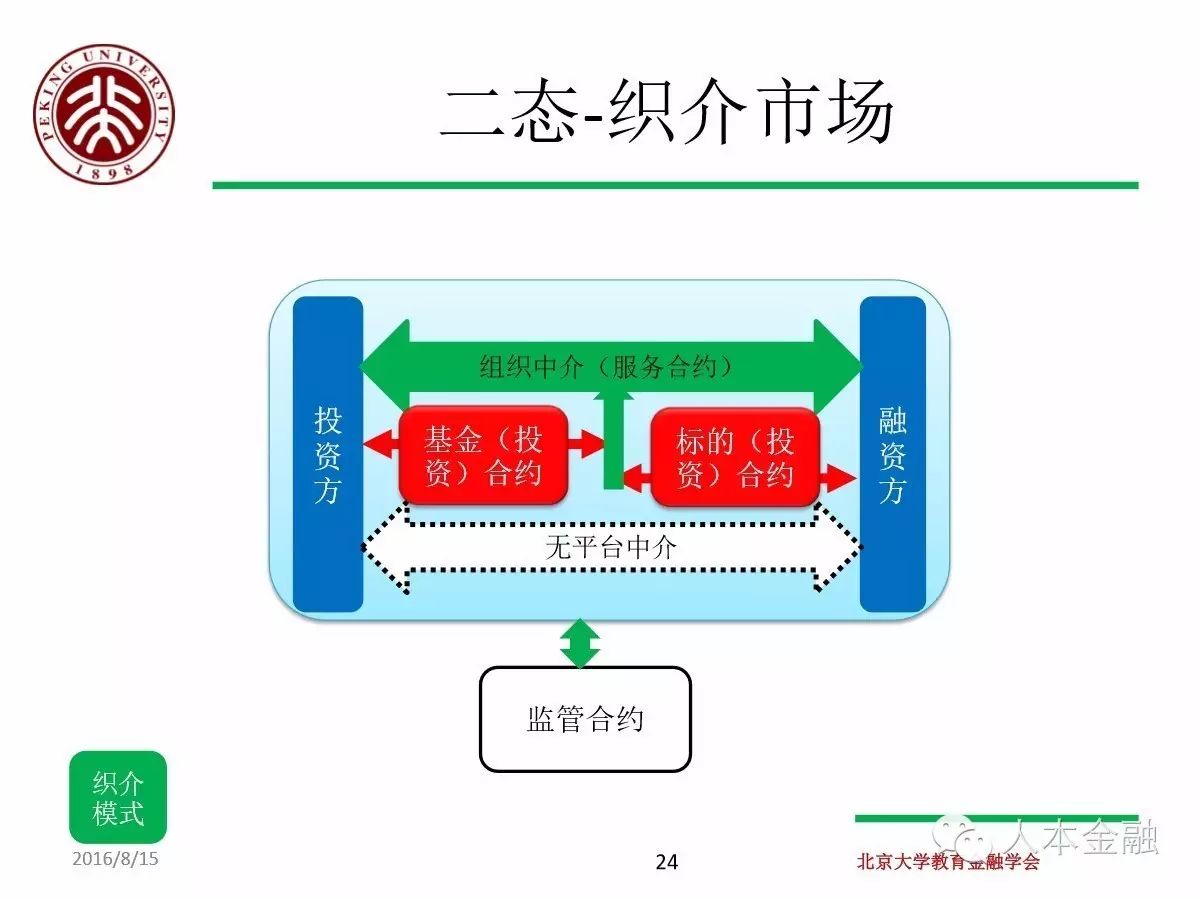 PEKING UNIVERSITY
1898
二态-织介市场
组织中介（服务合约）
投
资
方
基金（投
资）合约
标的（投
资）合约
融
资
方
无平台中介
监管合约
织介
模式
2016/8/15
24
北京大学教育金融学会
人本金融